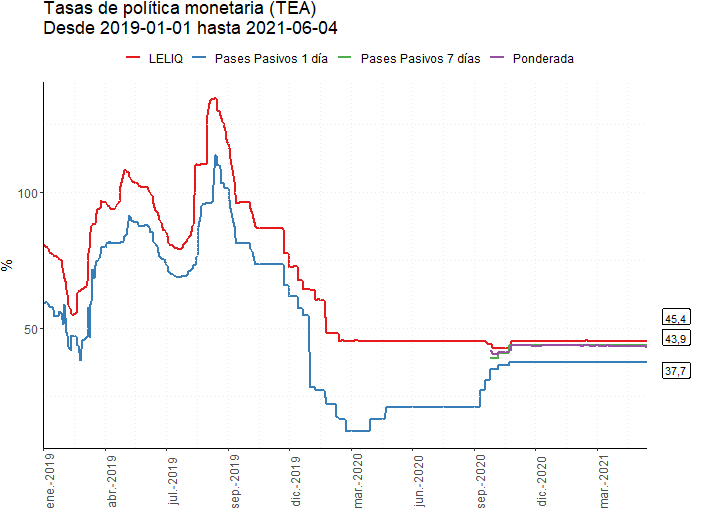 Tasas de política monetaria (TEA)
Desde 2019-01-01 hasta 2021-06-04
LELIQ Pases Pasivos 1 día Pases Pasivos 7 días Ponderada
%
100
50
45,4
43,9
37,7
ene.-2019
abr.-2019
jul.-2019
sep.-2019
dic.-2019
mar.-2020
jun.-2020
sep.-2020
dic.-2020
mar.-2021